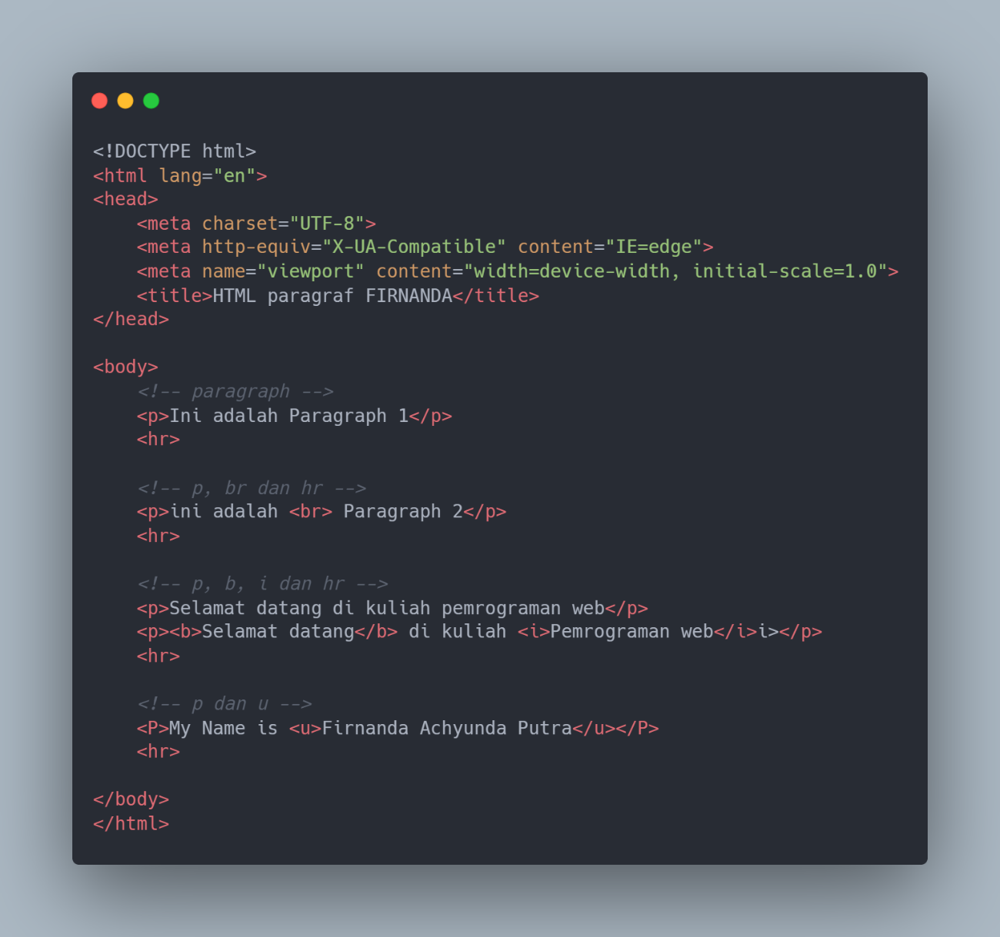 <!DOCTYPE html>
<html lang="en">
<head>
    <meta charset="UTF-8">
    <meta http-equiv="X-UA-Compatible" content="IE=edge">
    <meta name="viewport" content="width=device-width, initial-scale=1.0">
    <title>HTML paragraf FIRNANDA</title>
</head>

<body>
    <!-- paragraph -->
    <p>Ini adalah Paragraph 1</p>
    <hr>

    <!-- p, br dan hr -->
    <p>ini adalah <br> Paragraph 2</p>
    <hr>

    <!-- p, b, i dan hr -->
    <p>Selamat datang di kuliah pemrograman web</p>
    <p><b>Selamat datang</b> di kuliah <i>Pemrograman web</i>i></p>
    <hr>

    <!-- p dan u -->
    <P>My Name is <u>Firnanda Achyunda Putra</u></P>
    <hr>

</body>
</html>